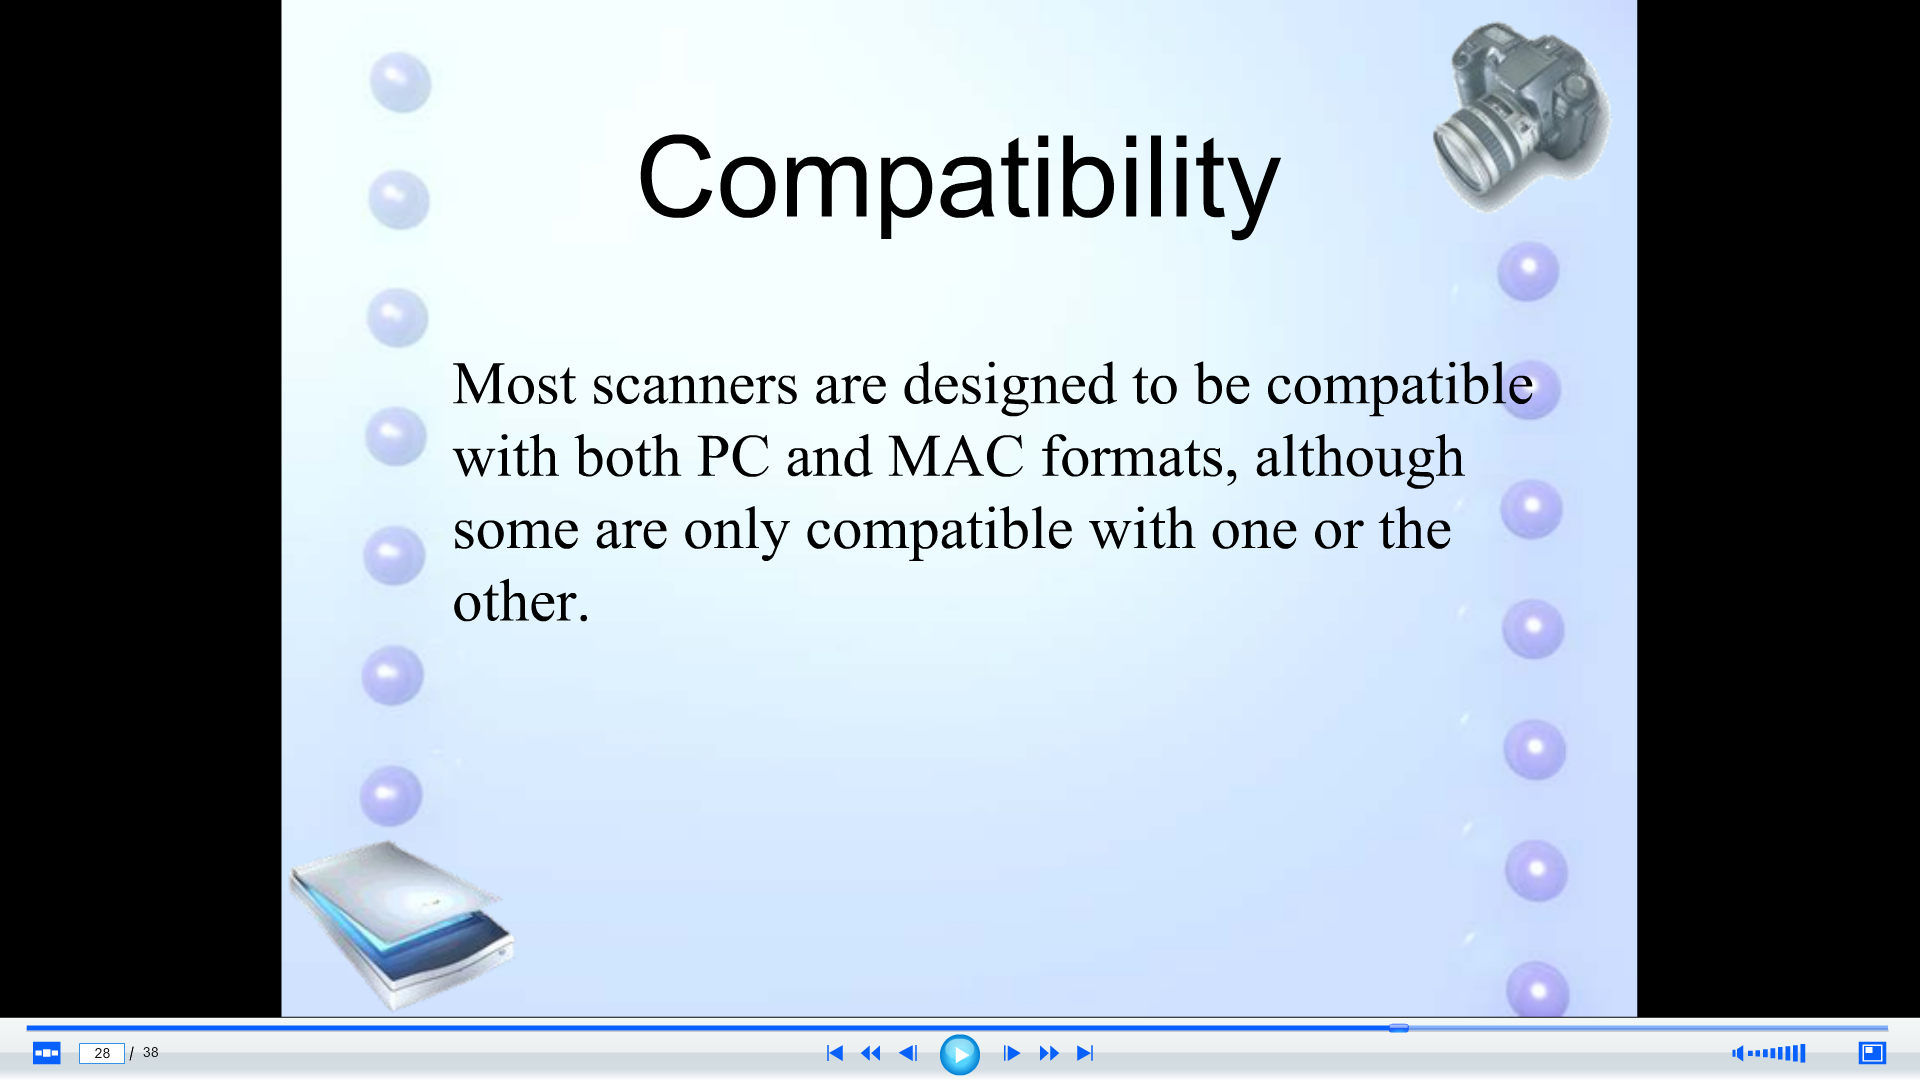 Compatibility
Most scanners are designed to be compatible
with both PC and MAC formats, although
some are only compatible with one or the
other.
28 / 38